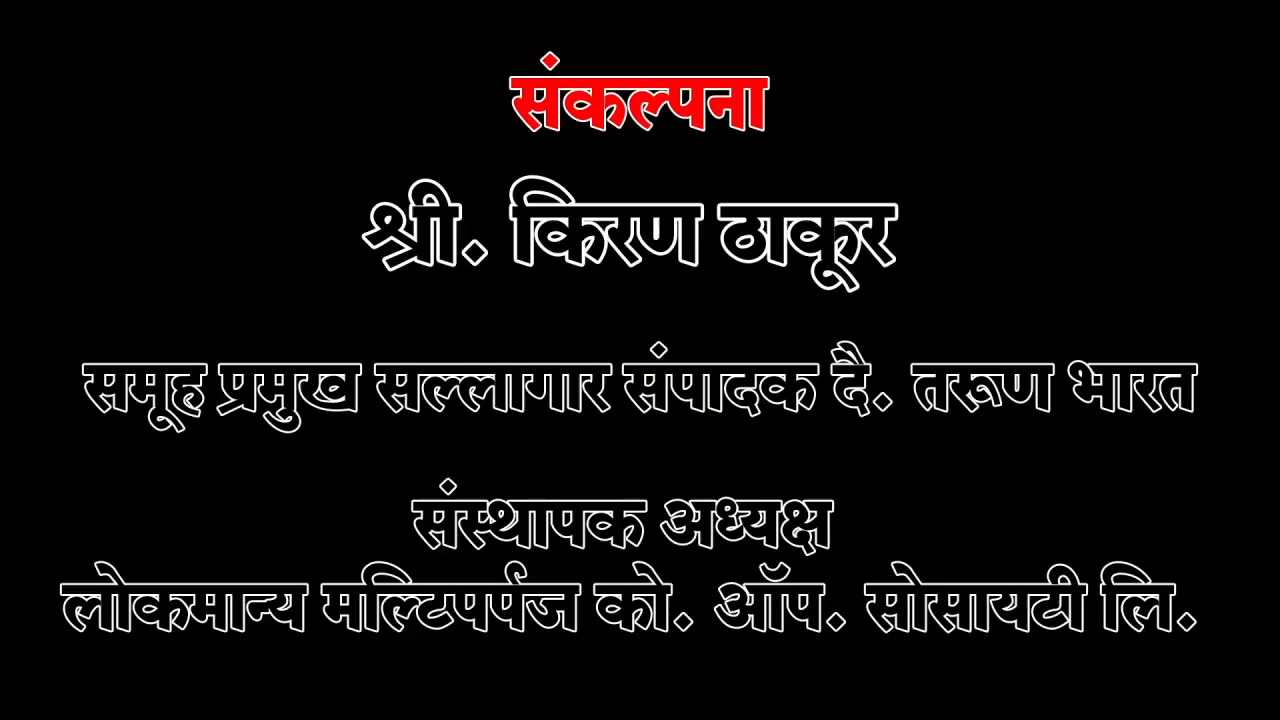 संकल्पना
श्री. किरण ठाकूर
समूह प्रमुख सल्लागार संपादक दै. तरूण भारत
संस्थापक अध्यक्ष
लोकमान्य मल्टिपर्पज को. ऑप. सोसायटी लि.